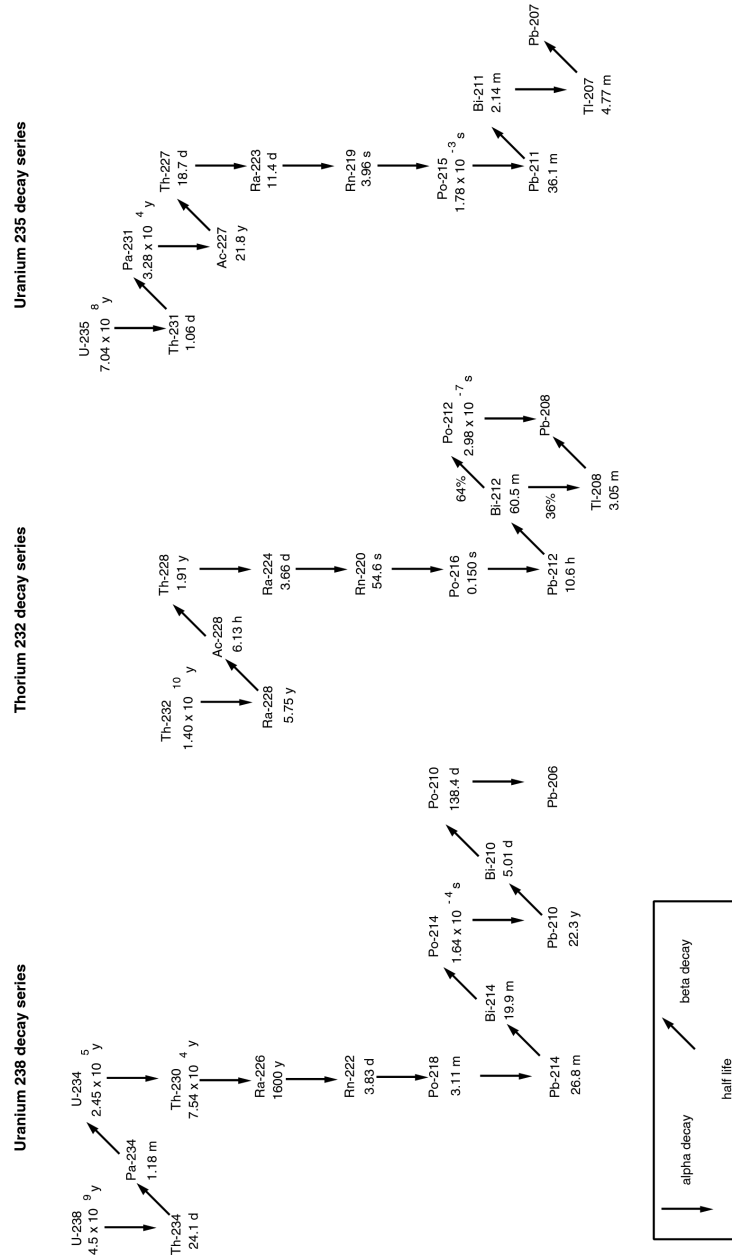 Uranium 238 decay series
U-238
4.5 x 10 9 y
Th-234
24.1 d
Pa-234
1.18 m
U-234
2.45 x 10 5 y
Th-230
7.54 x 10 4 y
Ra-226
1600 y
Rn-222
3.83 d
Po-218
3.11 m
Pb-214
26.8 m
Bi-214
19.9 m
Po-214
1.64 x 10 - 4 s
Pb-210
22.3 y
Bi-210
5.01 d
Po-210
138.4 d
Pb-206
Thorium 232 decay series
Th-232
1.40 x 10 10 y
Ra-228
5.75 y
Ac-228
6.13 h
Th-228
1.91 y
Ra-224
3.66 d
Rn-220
54.6 s
Po-216
0.150 s
Pb-212
10.6 h
Bi-212
60.5 m
64%
36%
Po-212
2.98 x 10 -7 s
Tl-208
3.05 m
Pb-208
Uranium 235 decay series
U-235
7.04 x 10 8 y
Th-231
1.06 d
Pa-231
3.28 x 10 4 y
Ac-227
21.8 y
Th-227
18.7 d
Ra-223
11.4 d
Rn-219
3.96 s
Po-215
1.78 x 10 -3 s
Pb-211
36.1 m
Bi-211
2.14 m
Tl-207
4.77 m
Pb-207
alpha decay
beta decay
half life